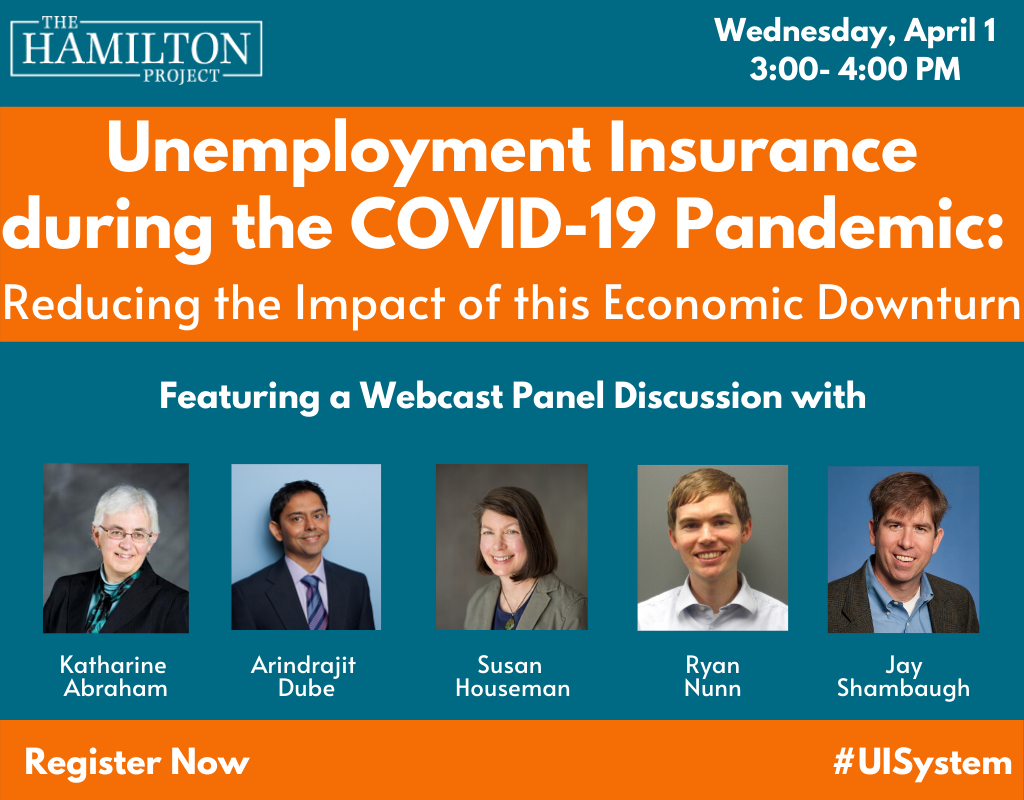 THE
HAMILTON
PROJECT
Wednesday, April 1
3:00- 4:00 PM
Unemployment Insurance
during the COVID-19 Pandemic:
Reducing the Impact of this Economic Downturn
Featuring a Webcast Panel Discussion with
Katharine
Abraham
Arindrajit
Dube
Susan
Houseman
Ryan
Nunn
Jay
Shambaugh
Register Now
#UISystem